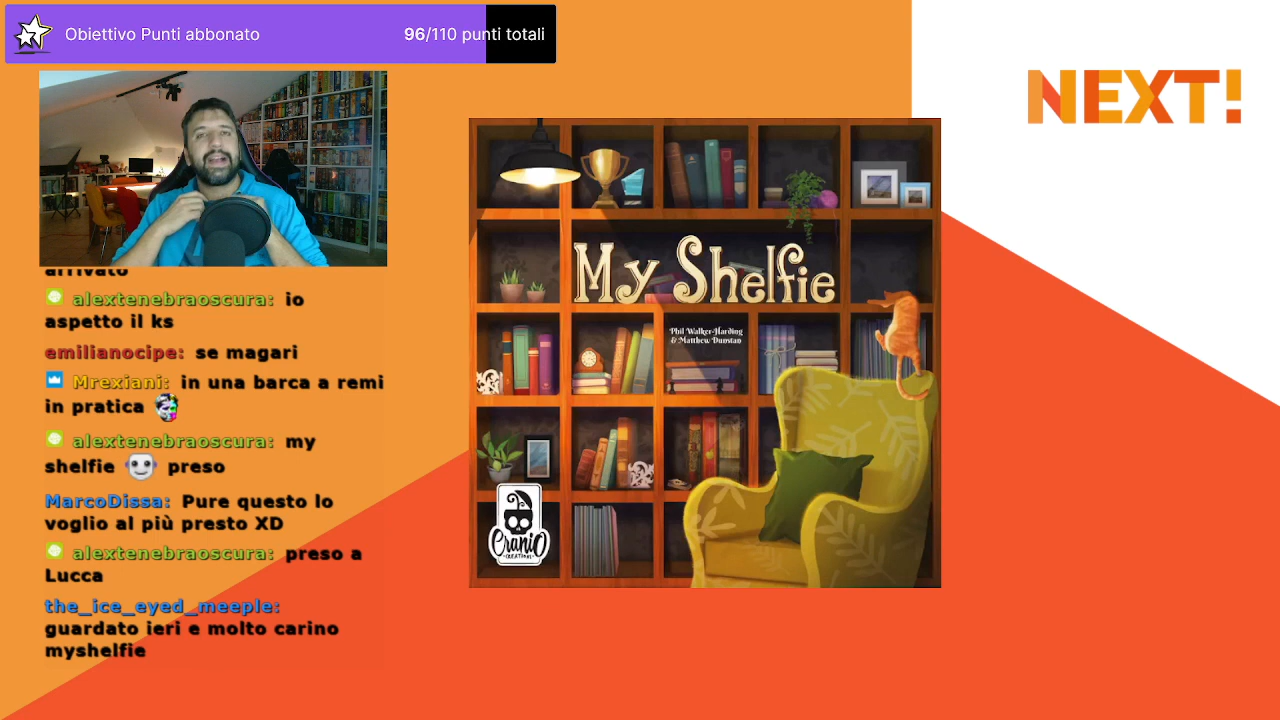 Obiettivo Punti abbonato
96/110 punti totali
NEXT!
My Shelfie
Phil Walker-Harding
& Matthew Dunstan
CraniO
CREATIONS
arrivato
alextenebraoscura: io
aspetto il ks
emilianocipe: se magari
Mrexiani: in una barca a remi
in pratica
alextenebraoscura: my
shelfie preso
MarcoDissa: Pure questo lo
voglio al più presto XD
alextenebraoscura: preso a
Lucca
the_ice_eyed_meeple:
guardato ieri e molto carino
myshelfie